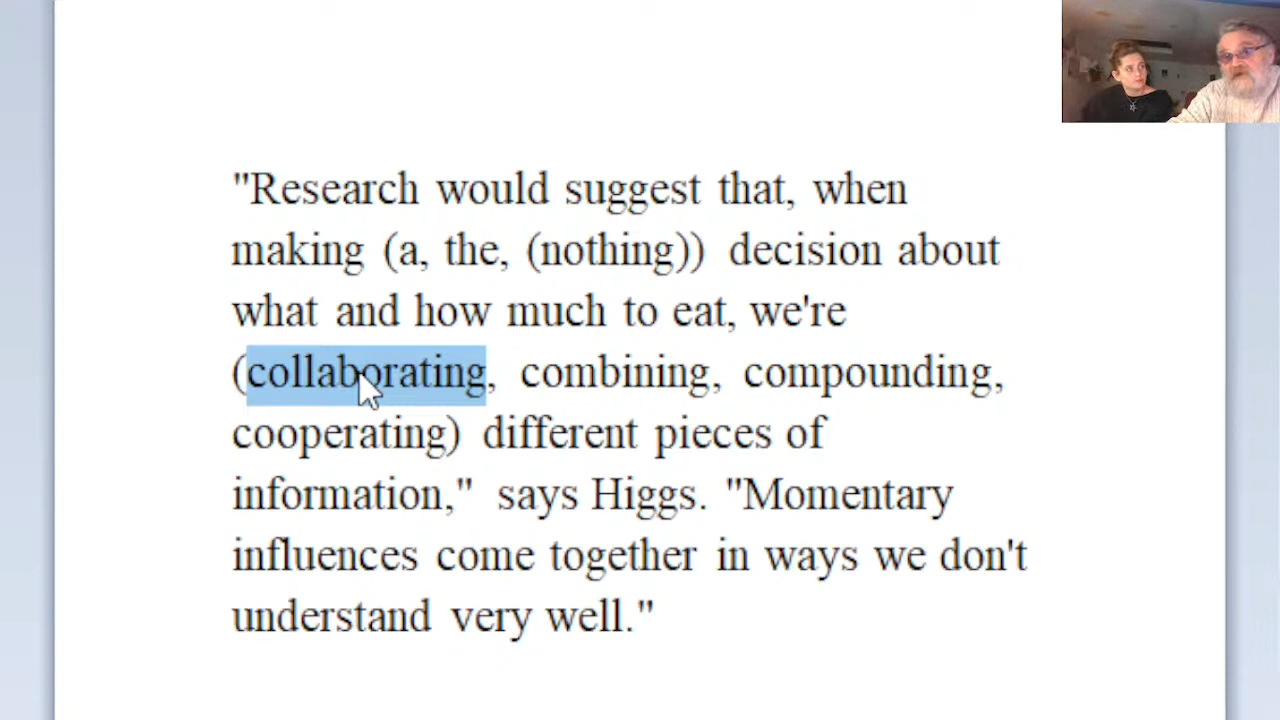 "Research would suggest that, when
making (a, the, (nothing)) decision about
what and how much to eat, we're
(collaborating, combining, compounding,
cooperating) different pieces of
information," says Higgs. "Momentary
influences come together in ways we don't
understand very well."